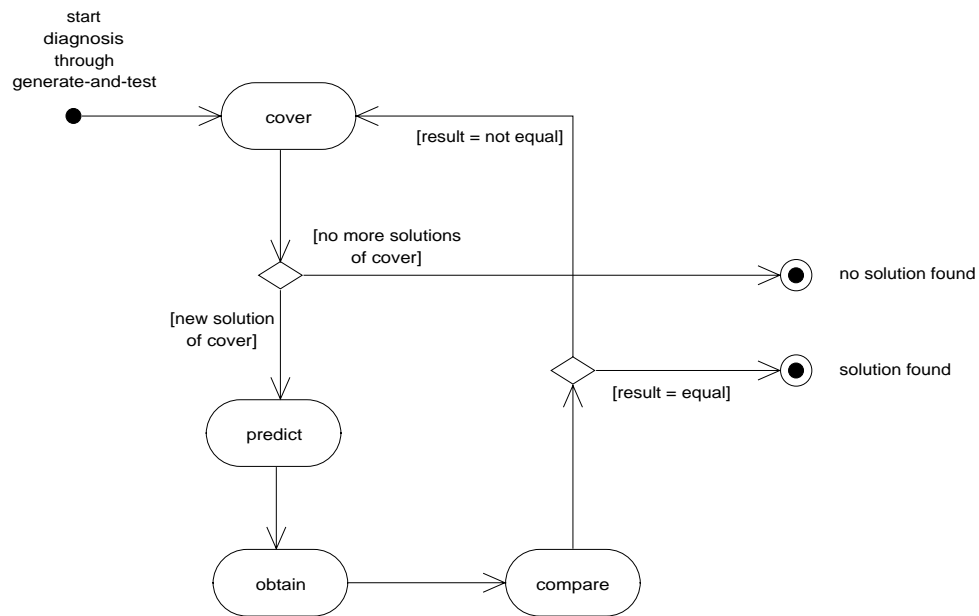 start
diagnosis
through
generate-and-test
cover
[result = not equal]
[no more solutions
of cover]
no solution found
[new solution
of cover]
solution found
[result = equal]
predict
obtain
compare